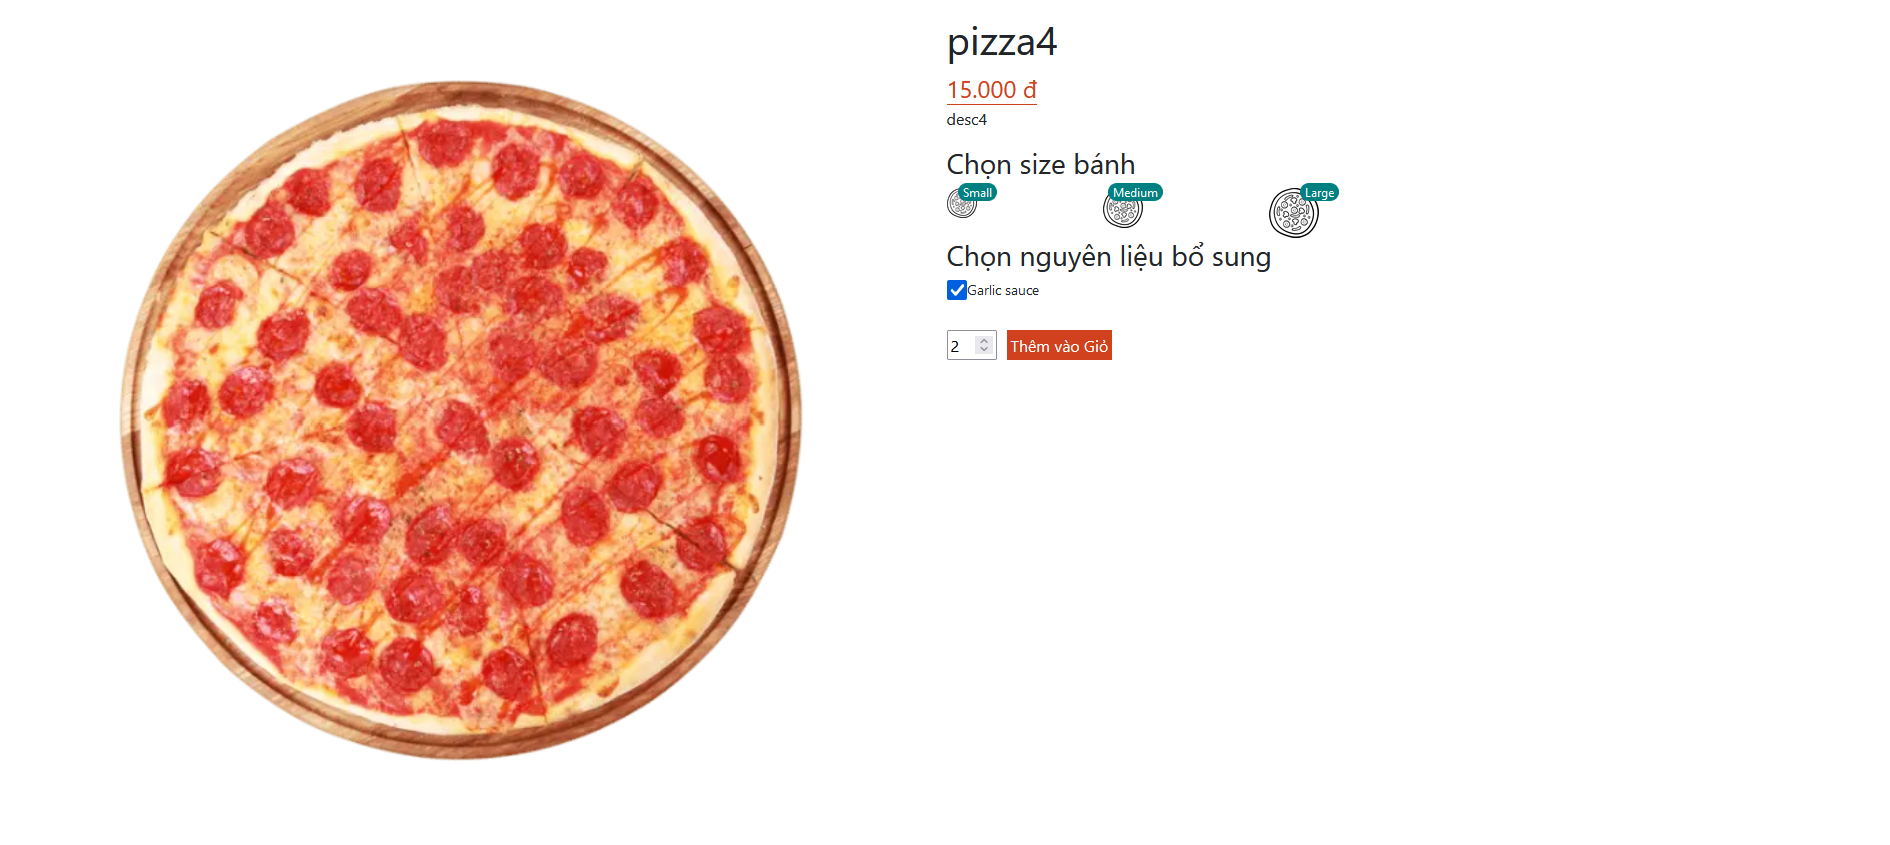 pizza4
15.000 đ
desc4
Chọn size bánh
Small Medium Large
Chọn nguyên liệu bổ sung
Garlic sauce
2 Thêm vào Giỏ